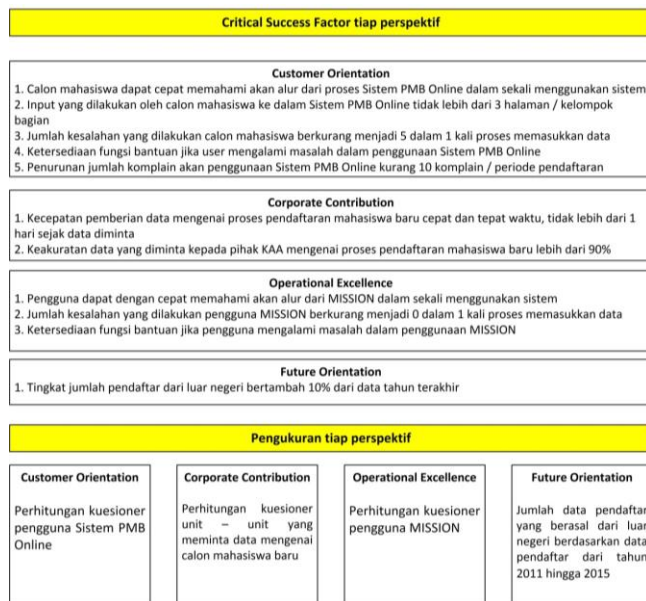 Critical Success Factor tiap perspektif
Customer Orientation
1. Calon mahasiswa dapat cepat memahami akan alur dari proses Sistem PMB Online dalam sekali menggunakan sistem
2. Input yang dilakukan oleh calon mahasiswa ke dalam Sistem PMB Online tidak lebih dari 3 halaman / kelompok
bagian
3. Jumlah kesalahan yang dilakukan calon mahasiswa berkurang menjadi 5 dalam 1 kali proses memasukkan data
4. Ketersediaan fungsi bantuan jika user mengalami masalah dalam penggunaan Sistem PMB Online
5. Penurunan jumlah komplain akan penggunaan Sistem PMB Online kurang 10 komplain / periode pendaftaran
Corporate Contribution
1. Kecepatan pemberian data mengenai proses pendaftaran mahasiswa baru cepat dan tepat waktu, tidak lebih dari 1
hari sejak data diminta
2. Keakuratan data yang diminta kepada pihak KAA mengenai proses pendaftaran mahasiswa baru lebih dari 90%
Operational Excellence
1. Pengguna dapat dengan cepat memahami akan alur dari MISSION dalam sekali menggunakan sistem
2. Jumlah kesalahan yang dilakukan pengguna MISSION berkurang menjadi 0 dalam 1 kali proses memasukkan data
3. Ketersediaan fungsi bantuan jika pengguna mengalami masalah dalam penggunaan MISSION
Future Orientation
1. Tingkat jumlah pendaftar dari luar negeri bertambah 10% dari data tahun terakhir
Pengukuran tiap perspektif
Customer Orientation
Perhitungan kuesioner
pengguna Sistem PMB
Online
Corporate Contribution
Perhitungan kuesioner
unit – unit yang
meminta data mengenai
calon mahasiswa baru
Operational Excellence
Perhitungan kuesioner
pengguna MISSION
Future Orientation
Jumlah data pendaftar
yang berasal dari luar
negeri berdasarkan data
pendaftar dari tahun
2011 hingga 2015